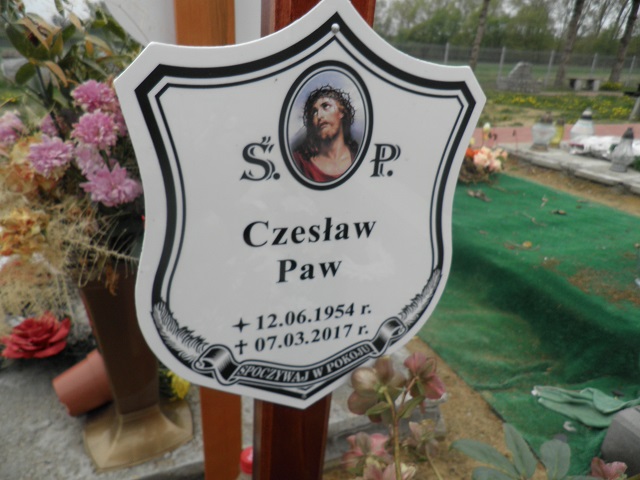 Ś. P.
Czesław
Paw
✦ 12.06.1954 r.
✝ 07.03.2017 r.
SPOCZYWAJ W POKOJU